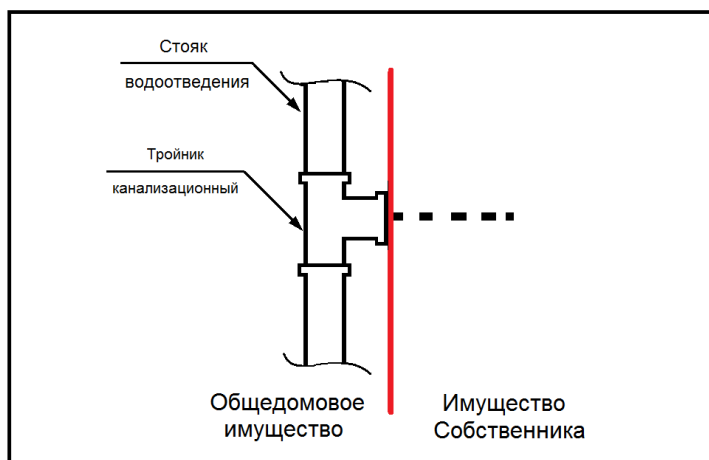 Стояк
водоотведения
Тройник
канализационный
Общедомовое
имущество
Имущество
Собственника